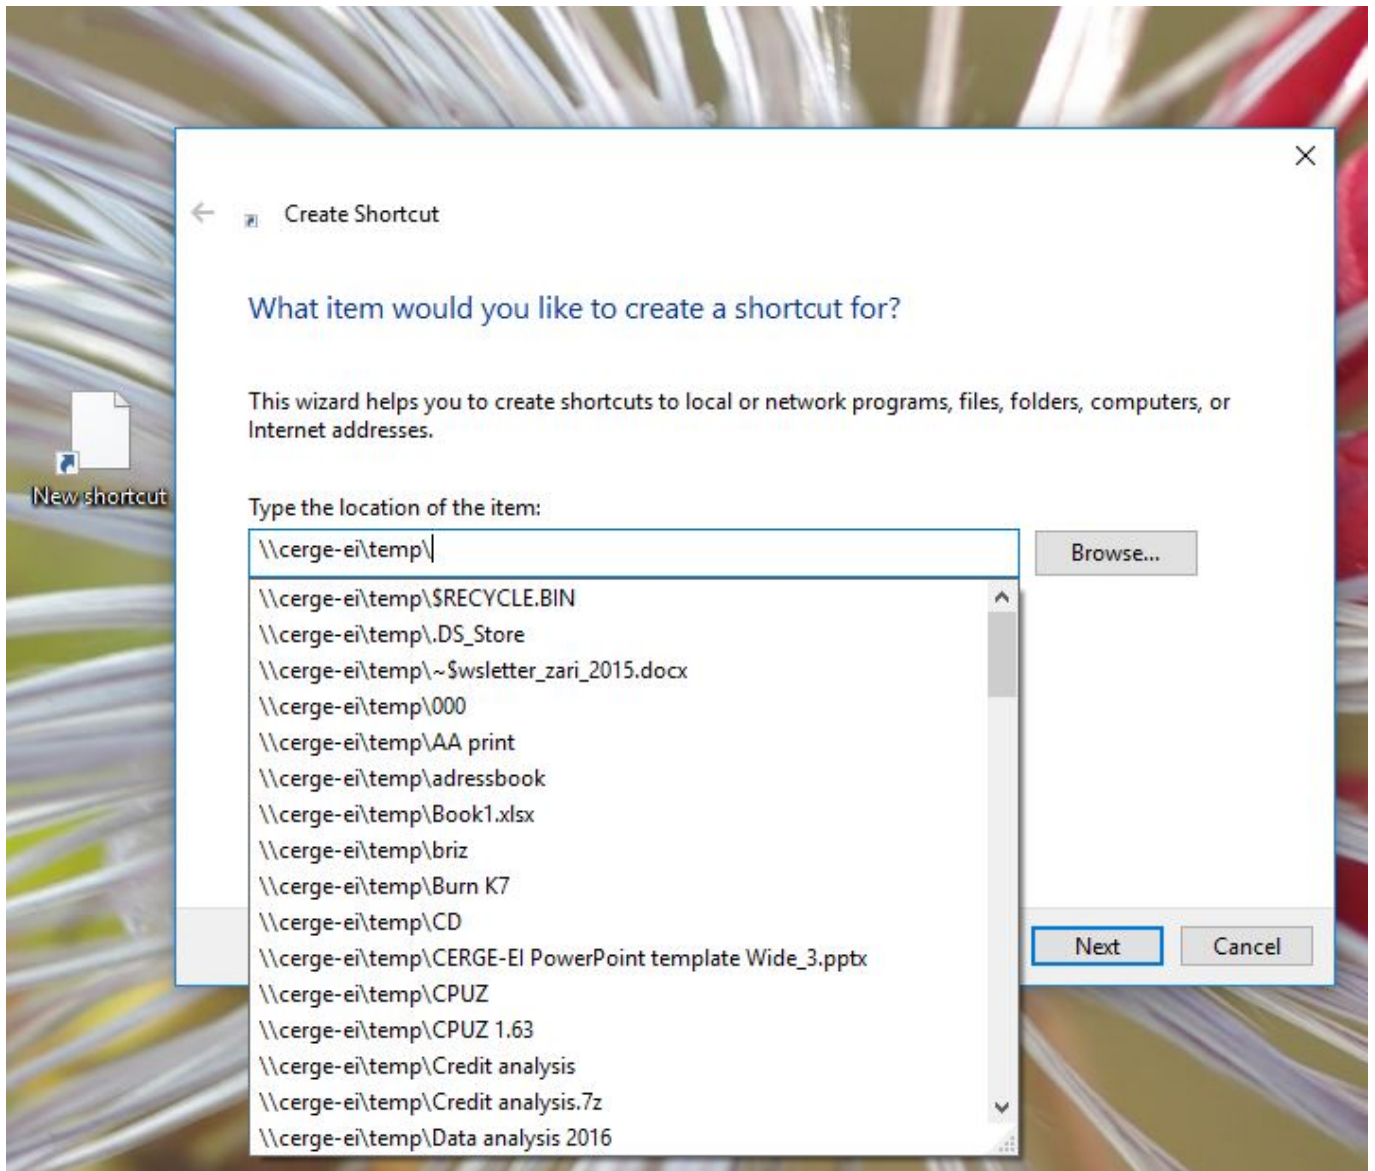 Create Shortcut
What item would you like to create a shortcut for?
This wizard helps you to create shortcuts to local or network programs, files, folders, computers, or
Internet addresses.
New shortcut
Type the location of the item:
\\cerge-ei\temp\
Browse...
\\cerge-ei\temp\$RECYCLE.BIN
\\cerge-ei\temp\.DS_Store
\\cerge-ei\temp\~$wsletter_zari_2015.docx
\\cerge-ei\temp\000
\\cerge-ei\temp\AA print
\\cerge-ei\temp\adressbook
\\cerge-ei\temp\Book1.xlsx
\\cerge-ei\temp\briz
\\cerge-ei\temp\Burn K7
\\cerge-ei\temp\CD
\\cerge-ei\temp\CERGE-EI PowerPoint template Wide_3.pptx
\\cerge-ei\temp\CPUZ
\\cerge-ei\temp\CPUZ 1.63
\\cerge-ei\temp\Credit analysis
\\cerge-ei\temp\Credit analysis.7z
\\cerge-ei\temp\Data analysis 2016
Next
Cancel